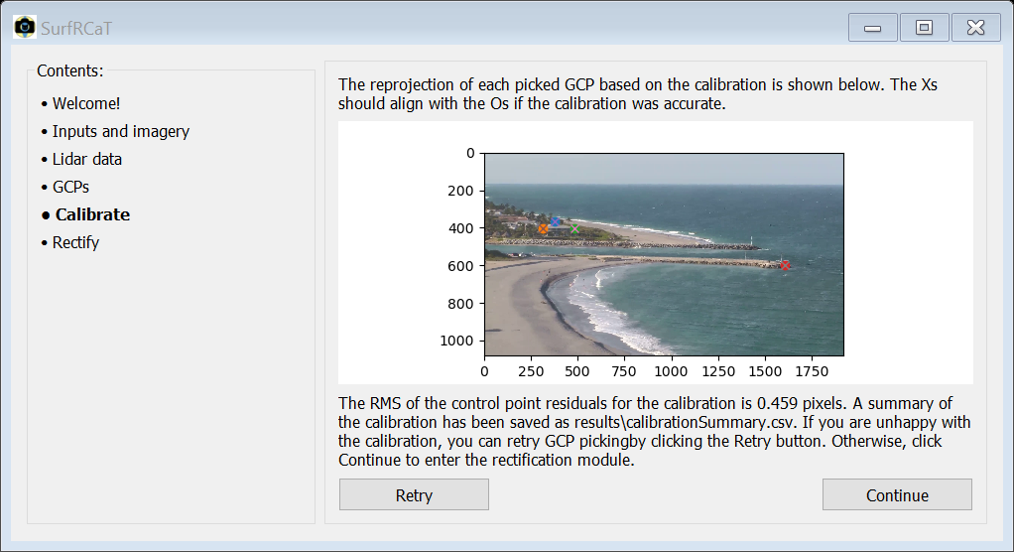 SurfRCaT
Contents:
• Welcome!
• Inputs and imagery
• Lidar data
• GCPs
• Calibrate
• Rectify
The reprojection of each picked GCP based on the calibration is shown below. The Xs
should align with the Os if the calibration was accurate.
0
200
400
600
800
1000
0 250 500 750 1000 1250 1500 1750
The RMS of the control point residuals for the calibration is 0.459 pixels. A summary of
the calibration has been saved as results\calibrationSummary.csv. If you are unhappy with
the calibration, you can retry GCP pickingby clicking the Retry button. Otherwise, click
Continue to enter the rectification module.
Retry
Continue